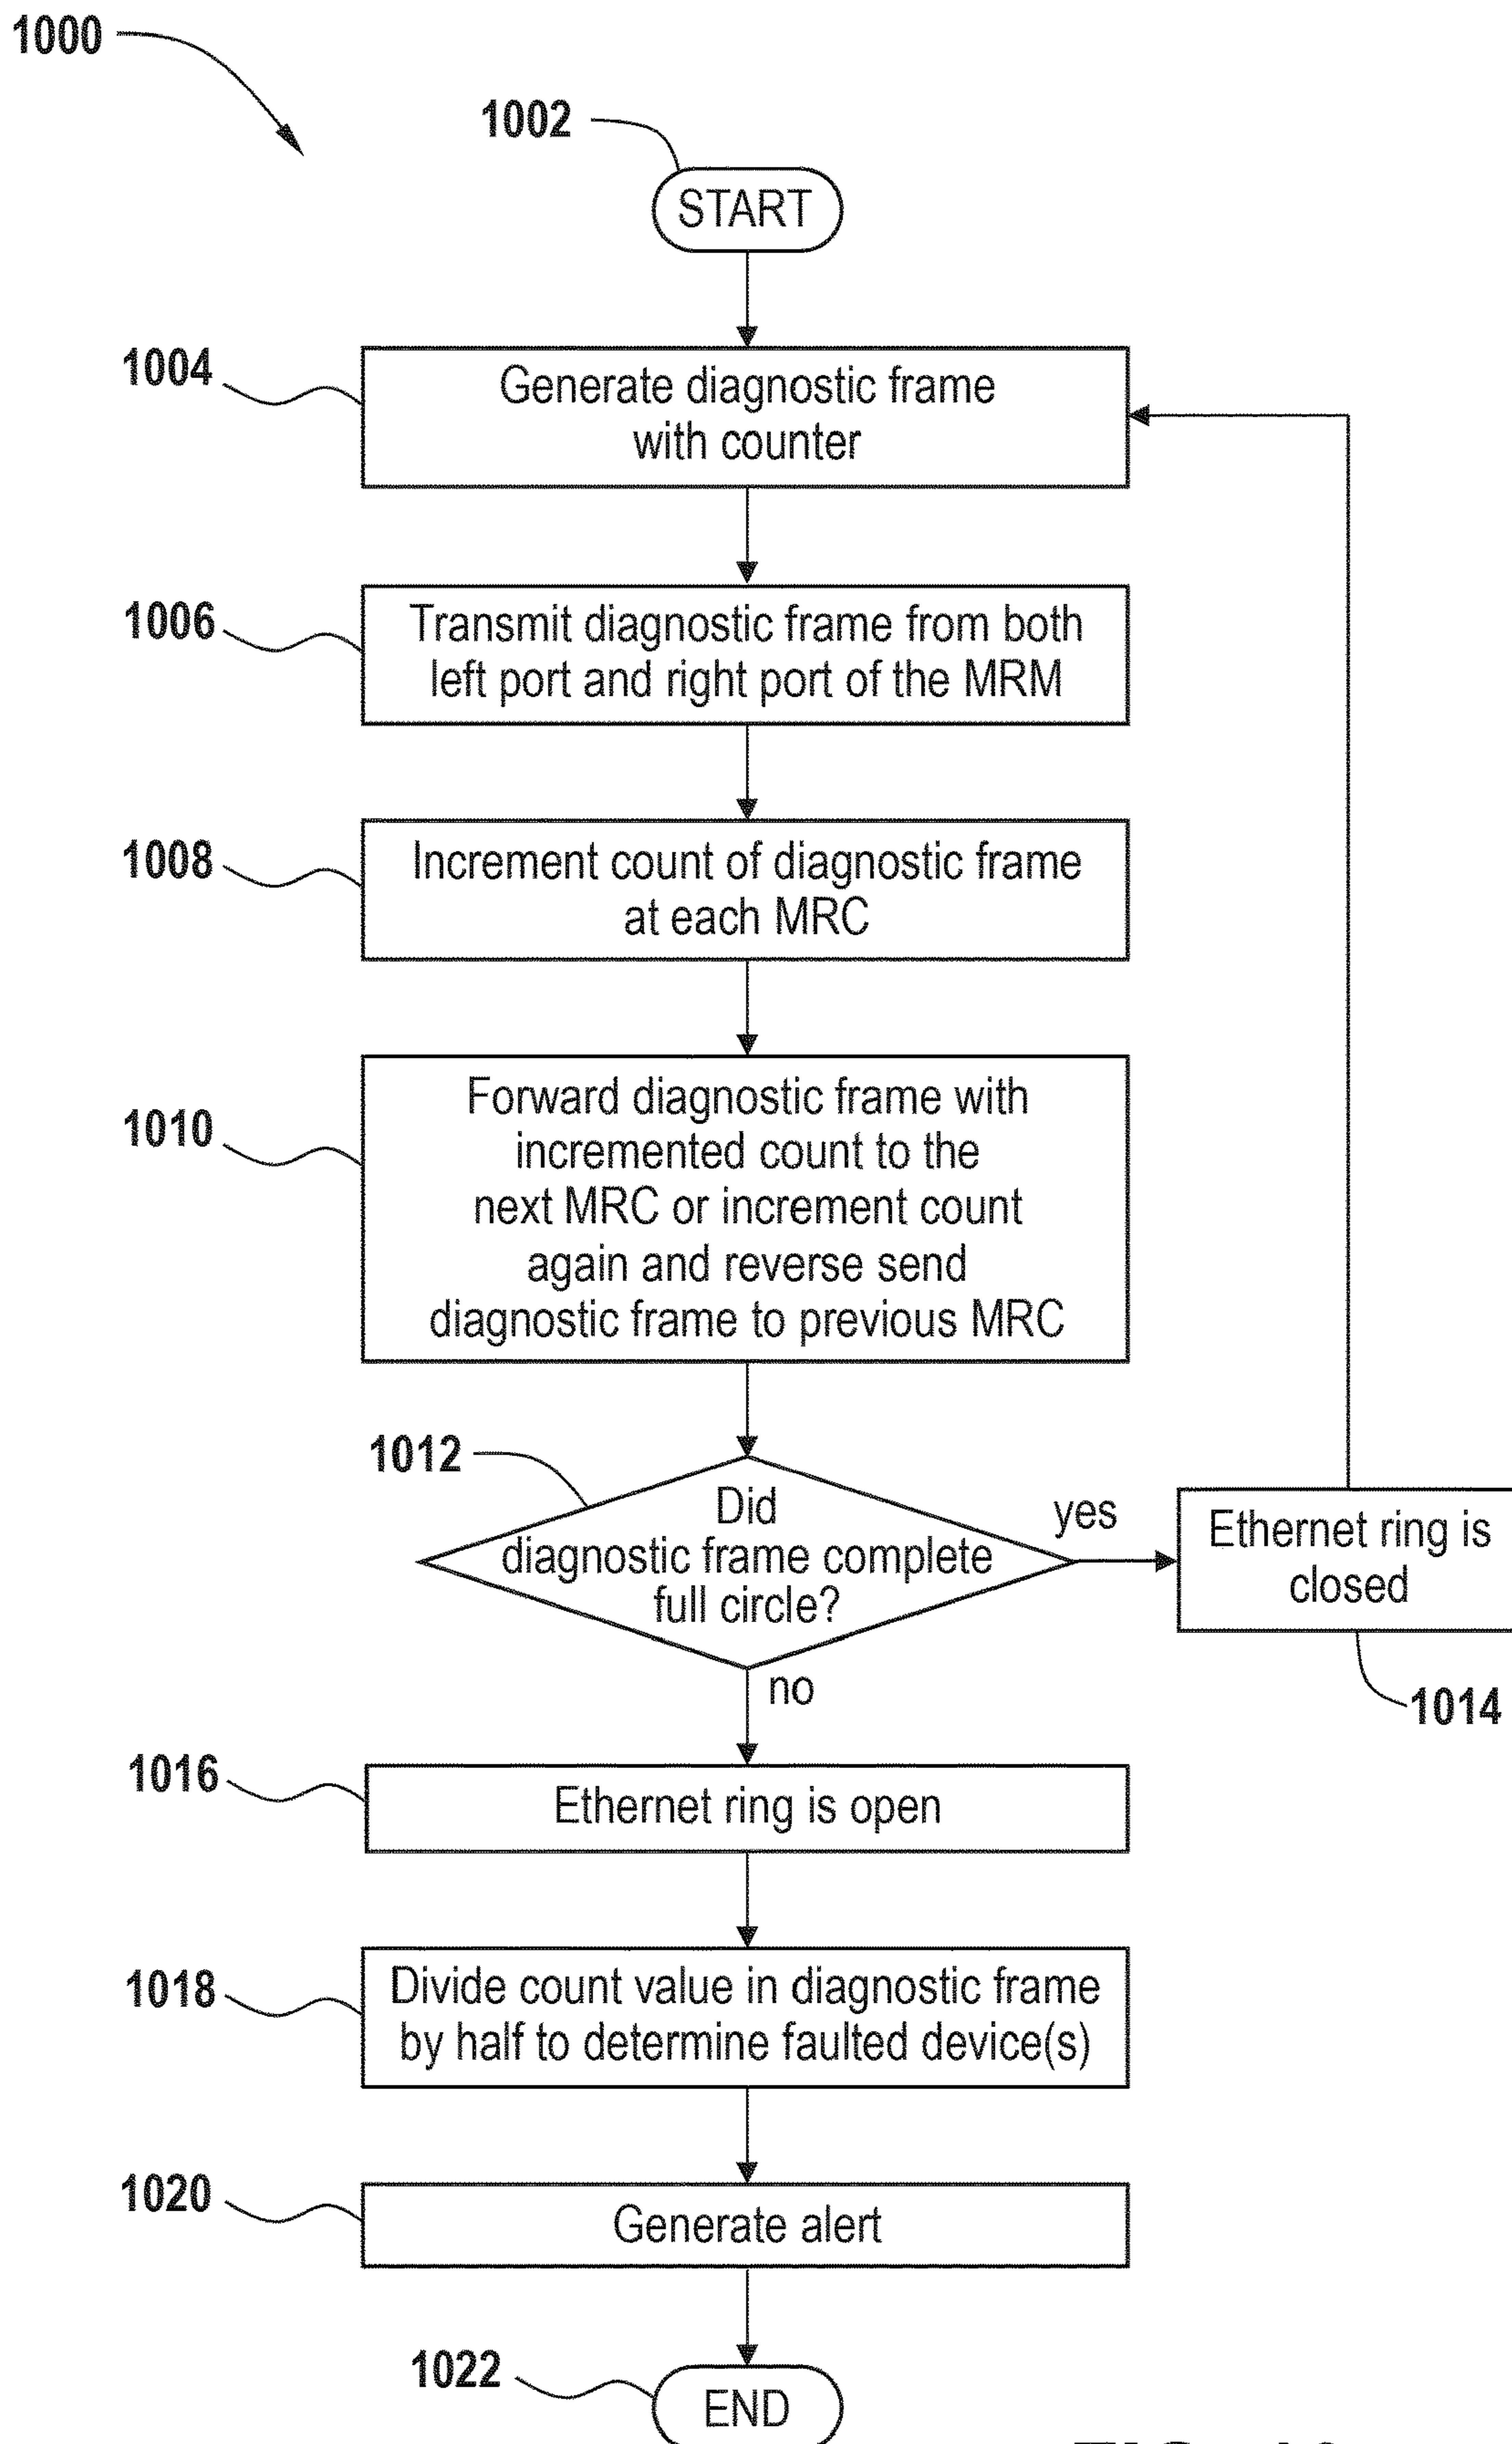 1000
1002
START
1004
Generate diagnostic frame
with counter
1006
Transmit diagnostic frame from both
left port and right port of the MRM
1008
Increment count of diagnostic frame
at each MRC
1010
Forward diagnostic frame with
incremented count to the
next MRC or increment count
again and reverse send
diagnostic frame to previous MRC
1012
Did
diagnostic frame complete
full circle?
yes
Ethernet ring is
closed
1014
no
1016
Ethernet ring is open
1018
Divide count value in diagnostic frame
by half to determine faulted device(s)
1020
Generate alert
1022
END